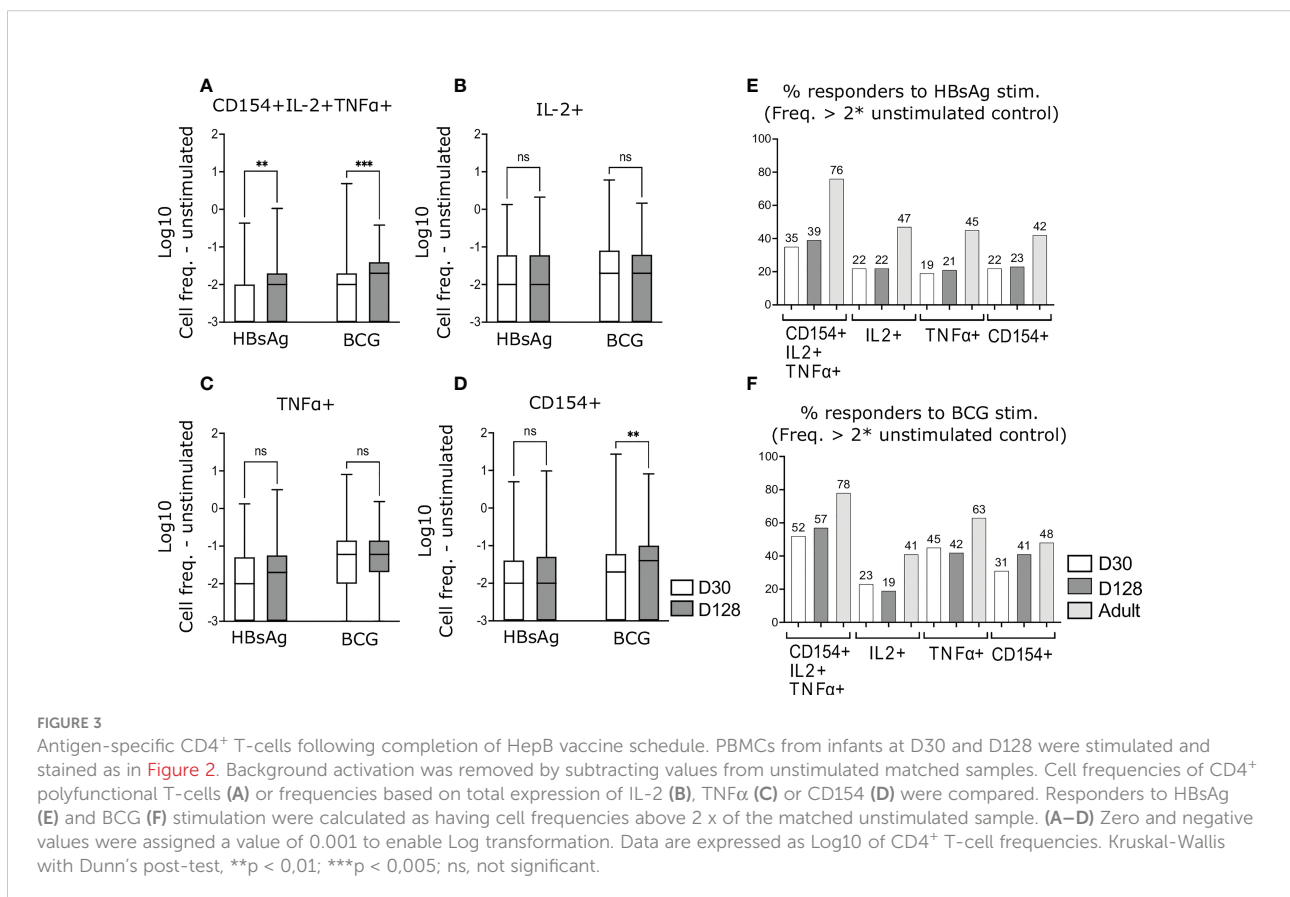 A
CD154+IL-2+TNFα+
Log10
Cell freq. - unstimulated
2
1
0
-1
-2
-3
**
***
HBsAg
BCG
B
IL-2+
Log10
Cell freq. - unstimulated
2
1
0
-1
-2
-3
ns
ns
HBsAg
BCG
C
TNFα+
Log10
Cell freq. - unstimulated
2
1
0
-1
-2
-3
ns
ns
HBsAg
BCG
D
CD154+
Log10
Cell freq. - unstimulated
2
1
0
-1
-2
-3
ns
**
HBsAg
BCG
D30
D128
E
% responders to HBsAg stim.
(Freq. > 2* unstimulated control)
100
80
60
40
20
0
35 39 76
22 22 47
19 21 45
22 23 42
CD154+ IL2+ TNFα+ CD154+
IL2+
TNFα+
F
% responders to BCG stim.
(Freq. > 2* unstimulated control)
100
80
60
40
20
0
52 57 78
23 19 41
45 42 63
31 41 48
CD154+ IL2+ TNFα+ CD154+
IL2+
TNFα+
D30
D128
Adult
FIGURE 3
Antigen-specific CD4+ T-cells following completion of HepB vaccine schedule. PBMCs from infants at D30 and D128 were stimulated and
stained as in Figure 2. Background activation was removed by subtracting values from unstimulated matched samples. Cell frequencies of CD4+
polyfunctional T-cells (A) or frequencies based on total expression of IL-2 (B), TNFα (C) or CD154 (D) were compared. Responders to HBsAg
(E) and BCG (F) stimulation were calculated as having cell frequencies above 2 x of the matched unstimulated sample. (A–D) Zero and negative
values were assigned a value of 0.001 to enable Log transformation. Data are expressed as Log10 of CD4+ T-cell frequencies. Kruskal-Wallis
with Dunn's post-test, **p < 0,01; ***p < 0,005; ns, not significant.